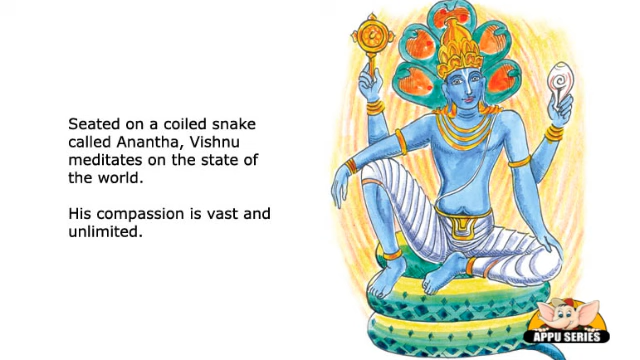 Seated on a coiled snake
called Anantha, Vishnu
meditates on the state of
the world.
His compassion is vast and
unlimited.
APPU SERIES